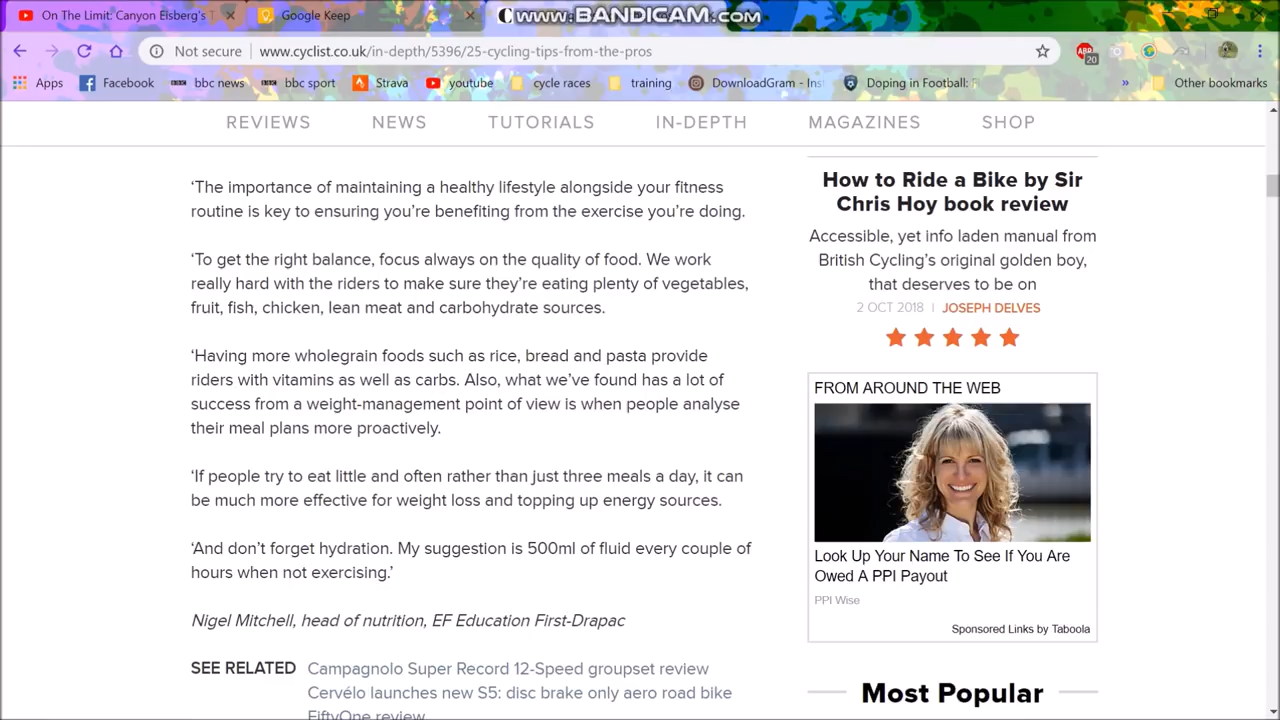 On The Limit: Canyon Eisberg's T
Google Keep
www.BANDICAM.com
Not secure
www.cyclist.co.uk/in-depth/5396/25-cycling-tips-from-the-pros
ABP
20
Apps
Facebook
bbc news
bbc sport
Strava
youtube
cycle races
training
DownloadGram - Inst
Doping in Football:
»
Other bookmarks
REVIEWS
NEWS
TUTORIALS
IN-DEPTH
MAGAZINES
SHOP
‘The importance of maintaining a healthy lifestyle alongside your fitness
routine is key to ensuring you’re benefiting from the exercise you’re doing.
‘To get the right balance, focus always on the quality of food. We work
really hard with the riders to make sure they’re eating plenty of vegetables,
fruit, fish, chicken, lean meat and carbohydrate sources.
‘Having more wholegrain foods such as rice, bread and pasta provide
riders with vitamins as well as carbs. Also, what we’ve found has a lot of
success from a weight-management point of view is when people analyse
their meal plans more proactively.
‘If people try to eat little and often rather than just three meals a day, it can
be much more effective for weight loss and topping up energy sources.
‘And don’t forget hydration. My suggestion is 500ml of fluid every couple of
hours when not exercising.’
Nigel Mitchell, head of nutrition, EF Education First-Drapac
SEE RELATED
Campagnolo Super Record 12-Speed groupset review
Cervélo launches new S5: disc brake only aero road bike
FiftyOne review
How to Ride a Bike by Sir
Chris Hoy book review
Accessible, yet info laden manual from
British Cycling’s original golden boy,
that deserves to be on
2 OCT 2018 | JOSEPH DELVES
FROM AROUND THE WEB
Look Up Your Name To See If You Are
Owed A PPI Payout
PPI Wise
Sponsored Links by Taboola
Most Popular